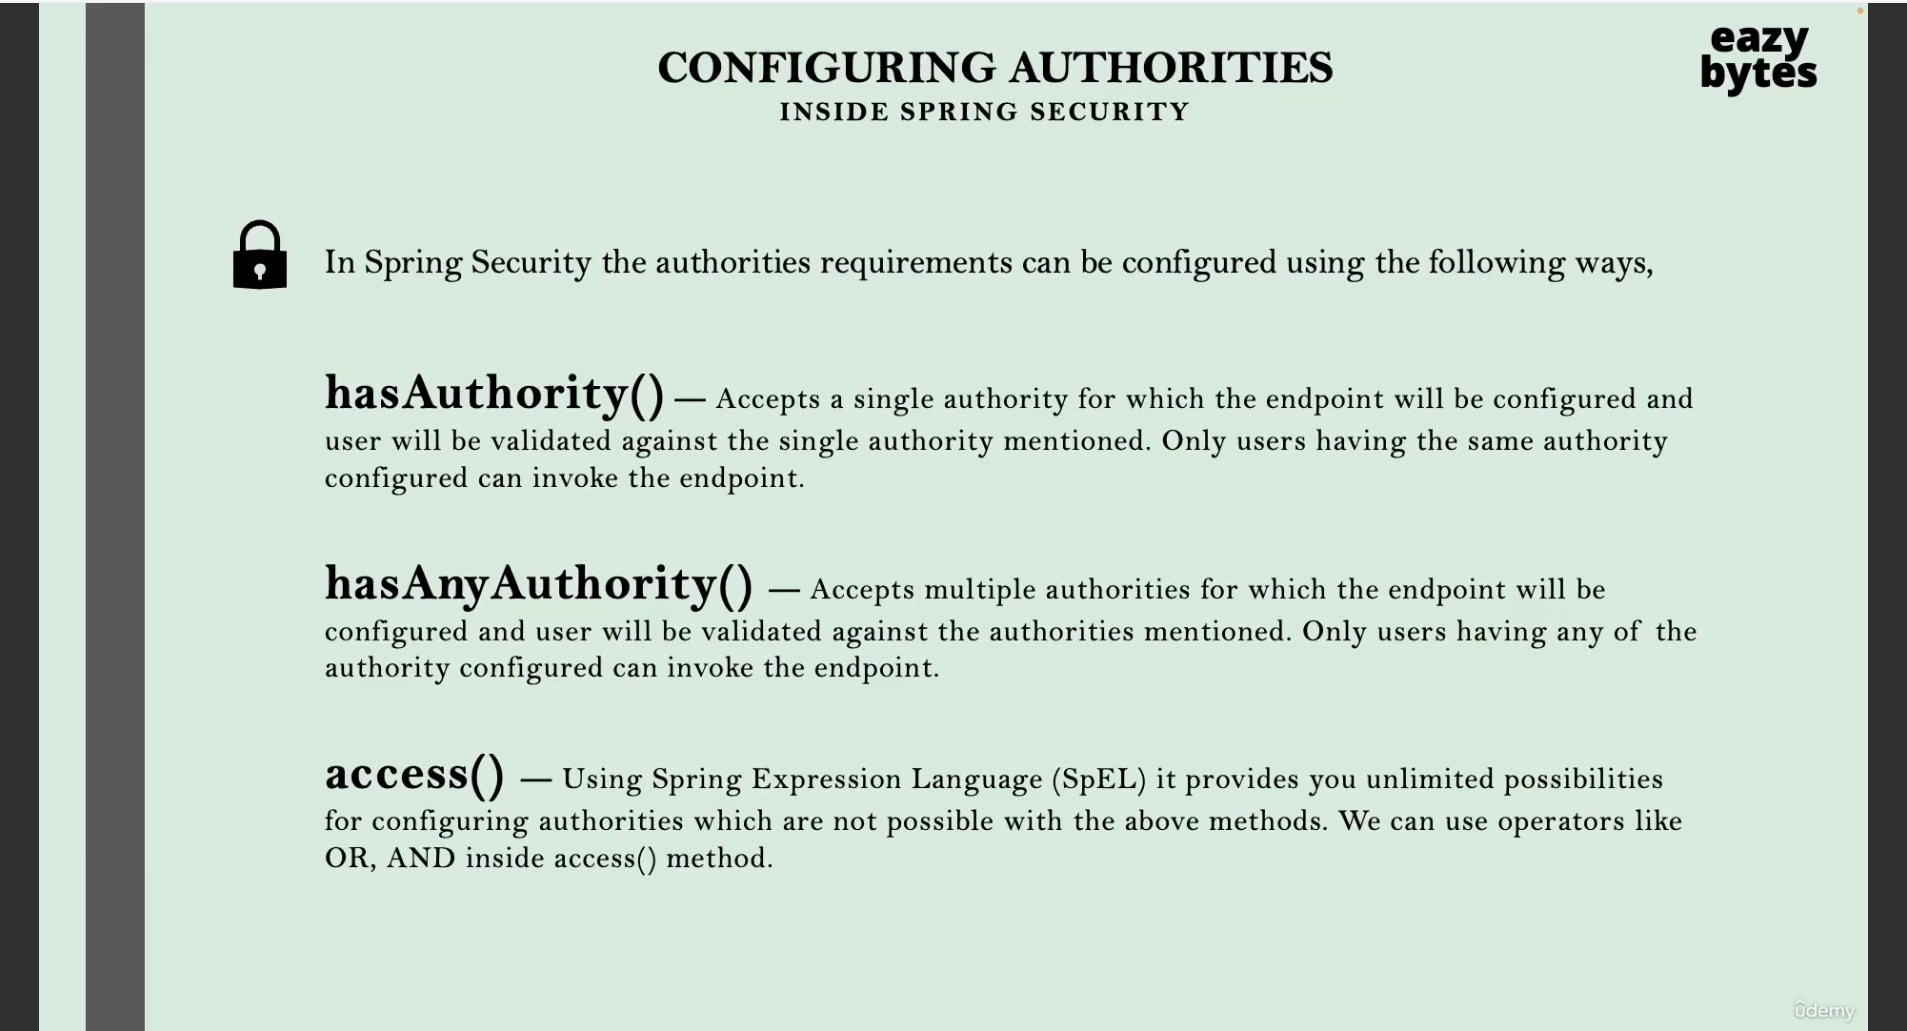 CONFIGURING AUTHORITIES
INSIDE SPRING SECURITY
eazy
bytes
In Spring Security the authorities requirements can be configured using the following ways,
hasAuthority() — Accepts a single authority for which the endpoint will be configured and
user will be validated against the single authority mentioned. Only users having the same authority
configured can invoke the endpoint.
hasAnyAuthority() — Accepts multiple authorities for which the endpoint will be
configured and user will be validated against the authorities mentioned. Only users having any of the
authority configured can invoke the endpoint.
access() — Using Spring Expression Language (SpEL) it provides you unlimited possibilities
for configuring authorities which are not possible with the above methods. We can use operators like
OR, AND inside access() method.
ûdemy